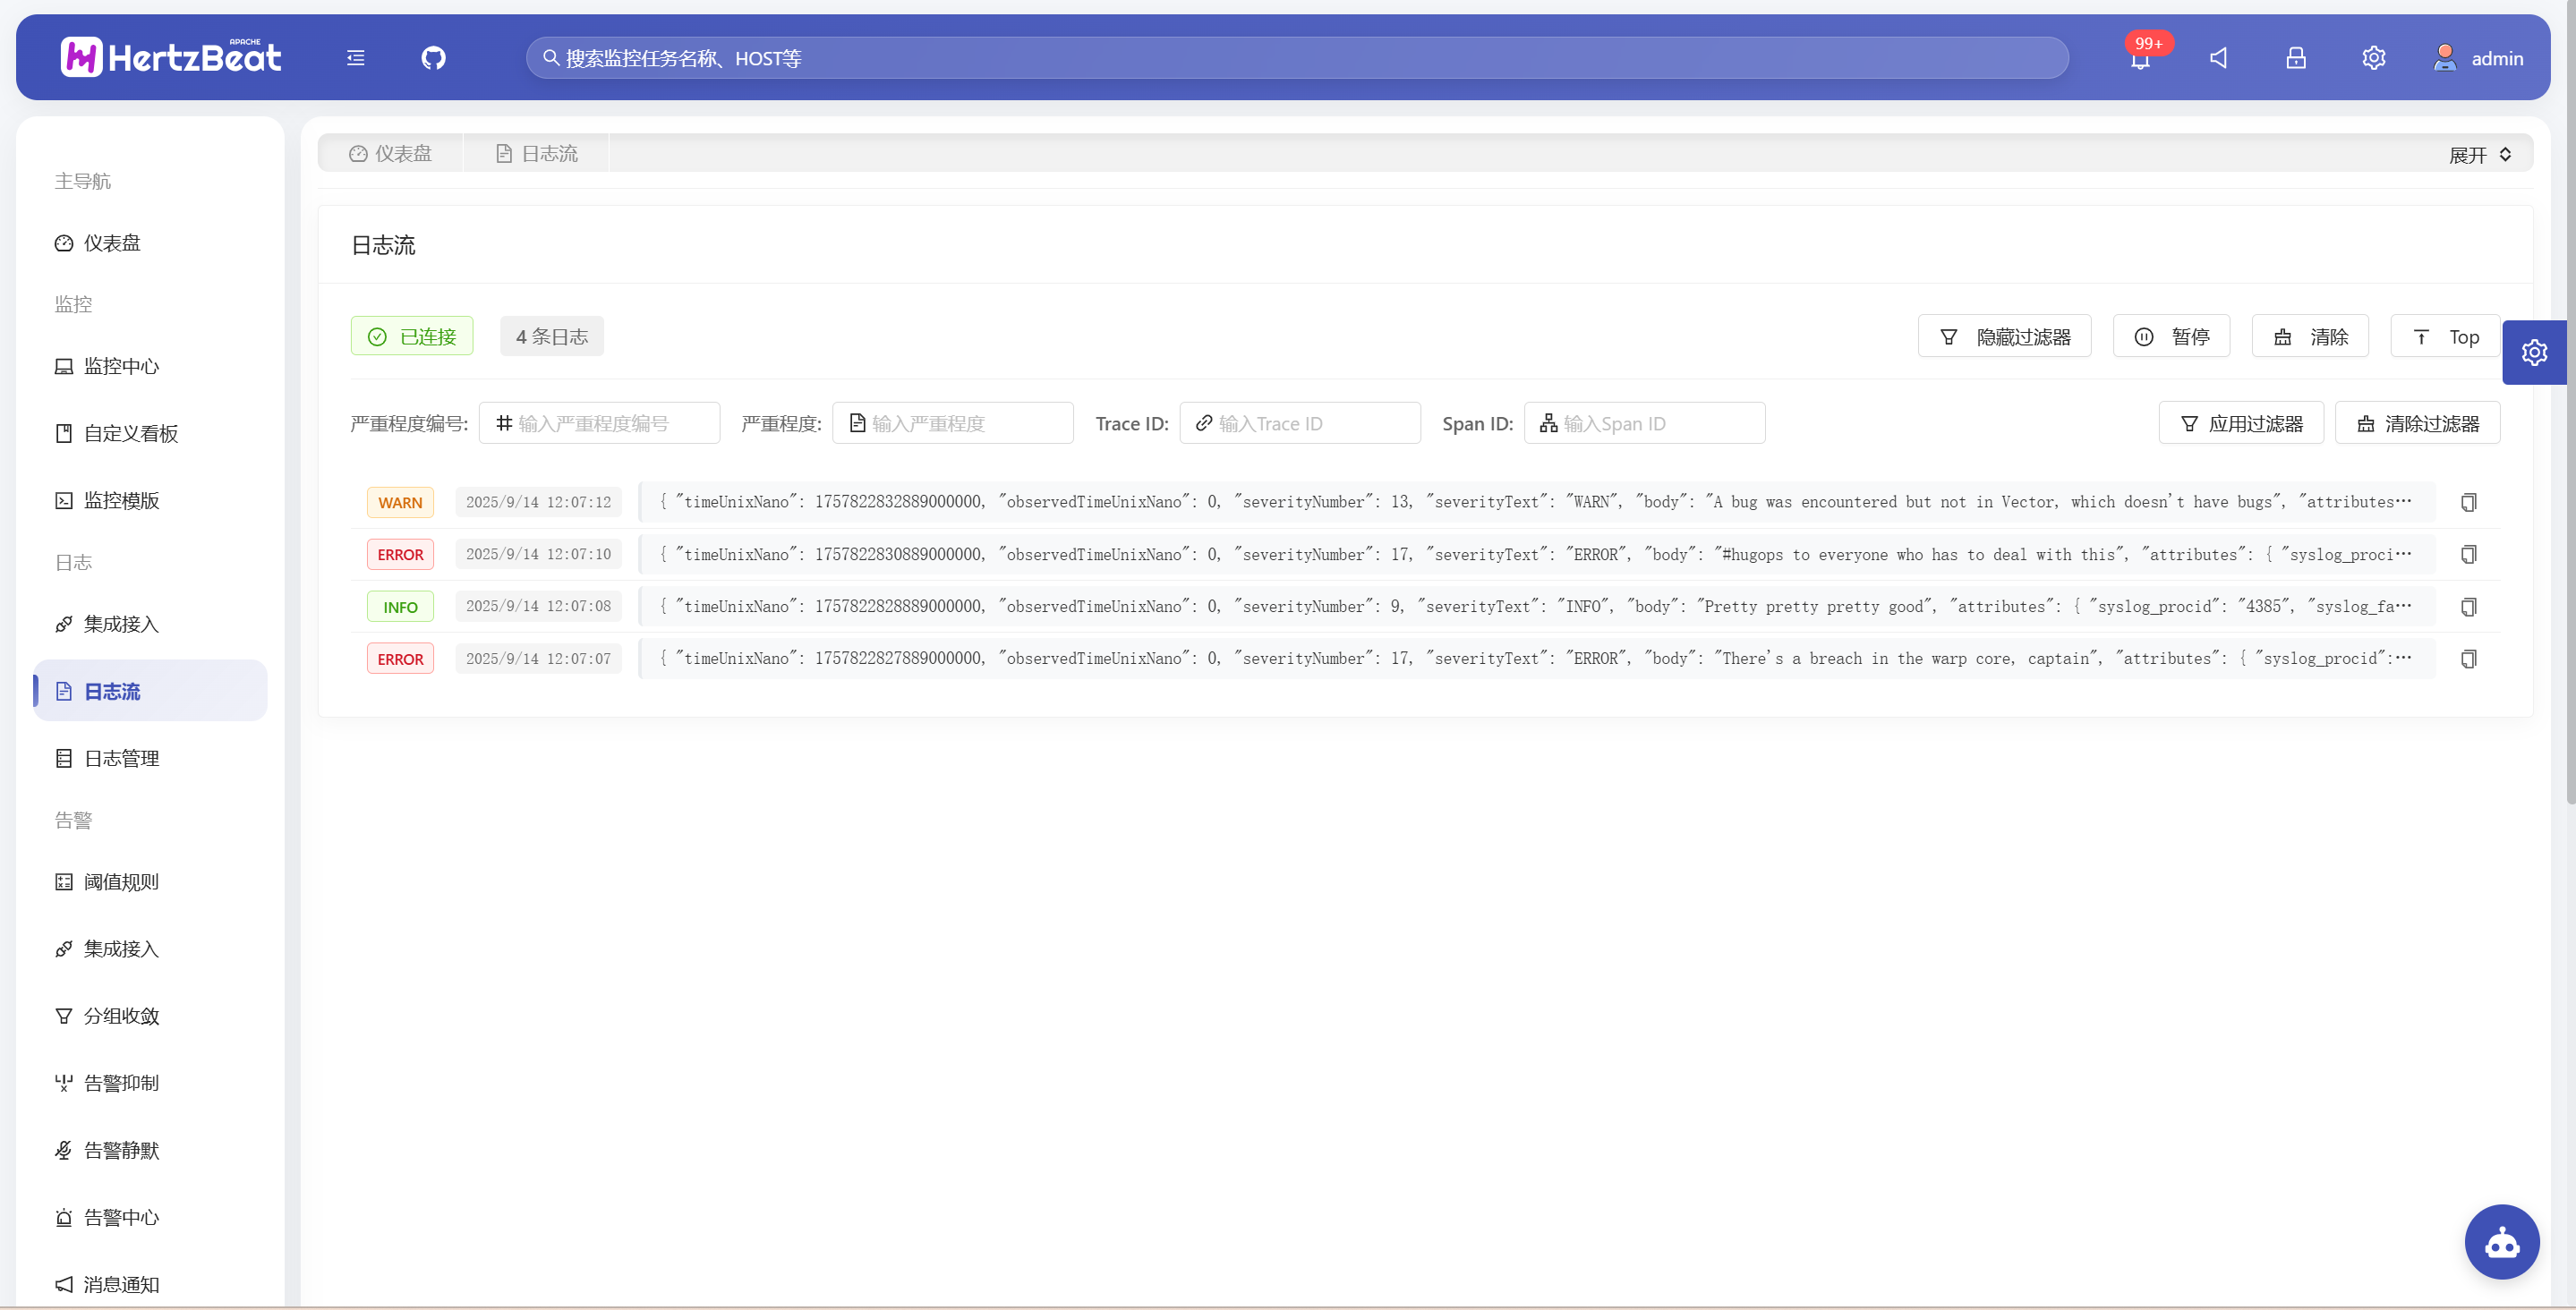 APACHE
HertzBeat
搜索监控任务名称、HOST等
99+
admin
主导航
仪表盘
监控
监控中心
自定义看板
监控模版
日志
集成接入
日志流
日志管理
告警
阈值规则
集成接入
分组收敛
告警抑制
告警静默
告警中心
消息通知
仪表盘
日志流
展开
日志流
已连接
4 条日志
隐藏过滤器
暂停
清除
Top
严重程度编号: 输入严重程度编号
严重程度: 输入严重程度
Trace ID: 输入Trace ID
Span ID: 输入Span ID
应用过滤器
清除过滤器
WARN 2025/9/14 12:07:12 { "timeUnixNano": 1757822832889000000, "observedTimeUnixNano": 0, "severityNumber": 13, "severityText": "WARN", "body": "A bug was encountered but not in Vector, which doesn't have bugs", "attributes…
ERROR 2025/9/14 12:07:10 { "timeUnixNano": 1757822830889000000, "observedTimeUnixNano": 0, "severityNumber": 17, "severityText": "ERROR", "body": "#hugops to everyone who has to deal with this", "attributes": { "syslog_proci…
INFO 2025/9/14 12:07:08 { "timeUnixNano": 1757822828889000000, "observedTimeUnixNano": 0, "severityNumber": 9, "severityText": "INFO", "body": "Pretty pretty pretty good", "attributes": { "syslog_procid": "4385", "syslog_fa…
ERROR 2025/9/14 12:07:07 { "timeUnixNano": 1757822827889000000, "observedTimeUnixNano": 0, "severityNumber": 17, "severityText": "ERROR", "body": "There's a breach in the warp core, captain", "attributes": { "syslog_procid":…